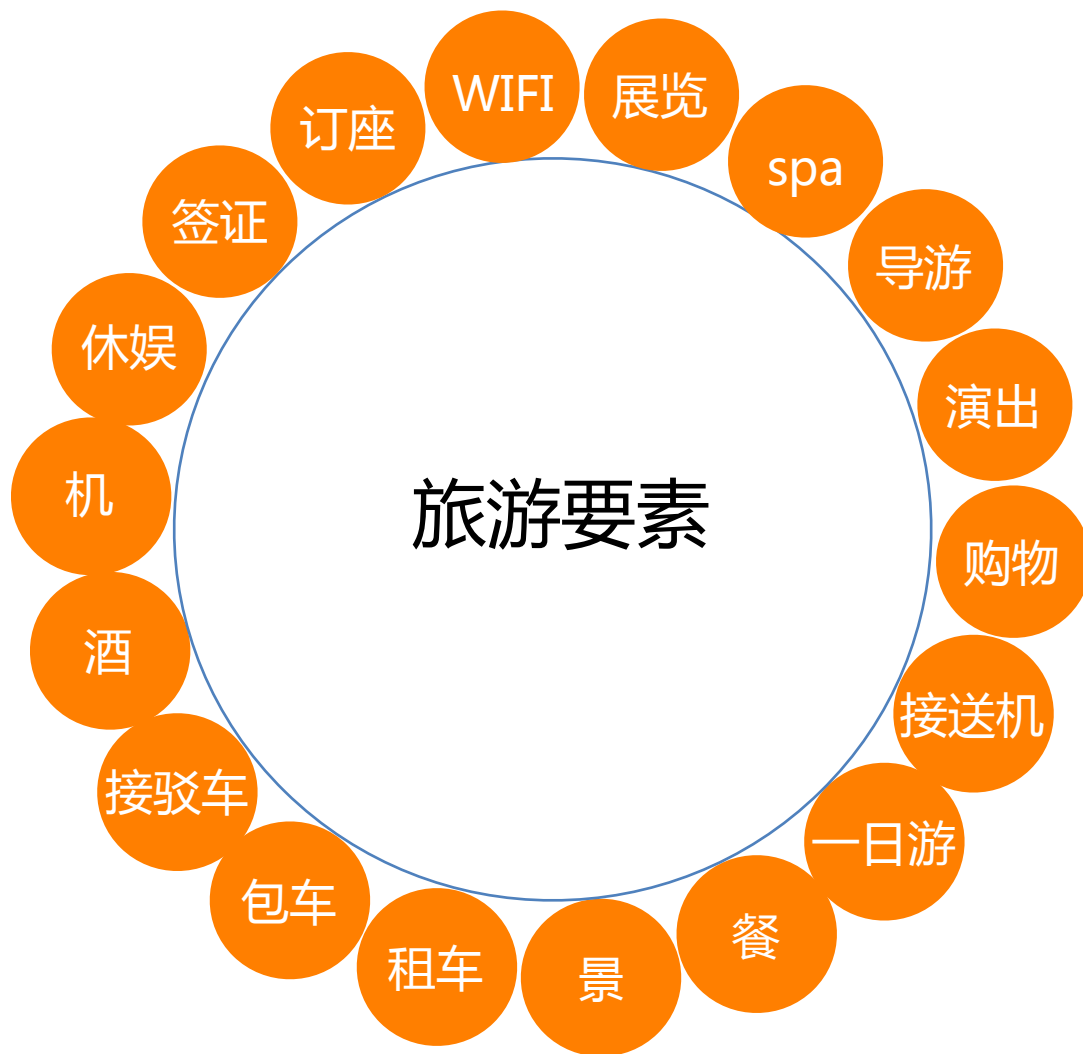 WIFI
展览
spa
导游
演出
购物
接送机
一日游
餐
景
租车
包车
接驳车
酒
机
休娱
签证
订座
旅游要素